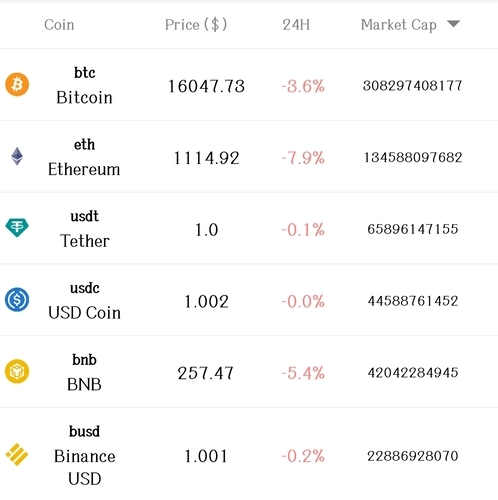 Coin Price ($) 24H Market Cap
btc
Bitcoin 16047.73 -3.6% 308297408177
eth
Ethereum 1114.92 -7.9% 134588097682
usdt
Tether 1.0 -0.1% 65896147155
usdc
USD Coin 1.002 -0.0% 44588761452
bnb
BNB 257.47 -5.4% 42042284945
busd
Binance 1.001 -0.2% 22886928070
USD